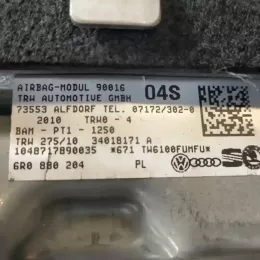 AIRBAG-MODUL 90016 04S
TRW AUTOMOTIVE GMBH
73553 ALFDORF TEL. 07172/302-0
2010 TRW0 - 4
BAM - PT1 - 1250
TRW 275/10 34018171 A
1048717890035 *671 TW6100FUMFU*
6R0 880 204 PL